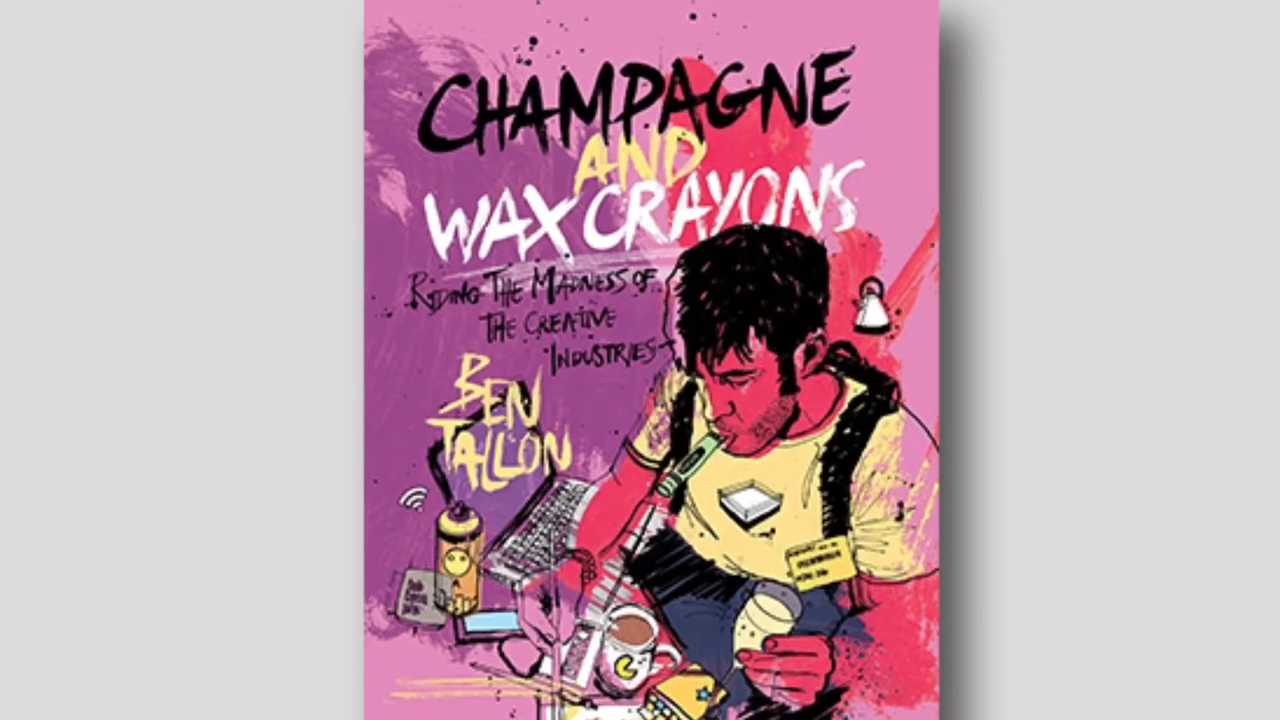 CHAMPAGNE
AND
WAX CRAYONS
RIDING THE MADNESS OF
THE CREATIVE
INDUSTRIES
BEN
TALLON